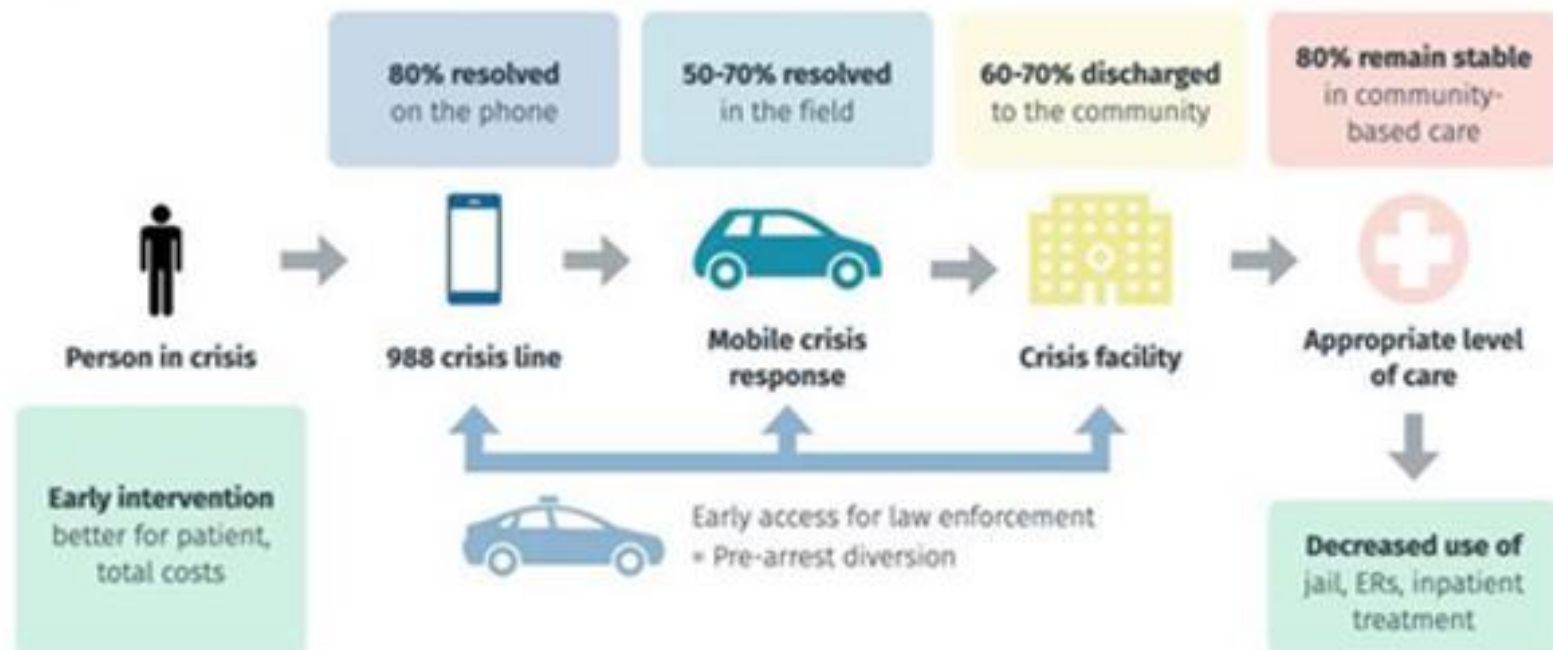 80% resolved
on the phone
50-70% resolved
in the field
60-70% discharged
to the community
80% remain stable
in community-
based care
Person in crisis
988 crisis line
Mobile crisis
response
Crisis facility
Appropriate level
of care
Early intervention
better for patient,
total costs
Early access for law enforcement
= Pre-arrest diversion
Decreased use of
jail, ERs, inpatient
treatment